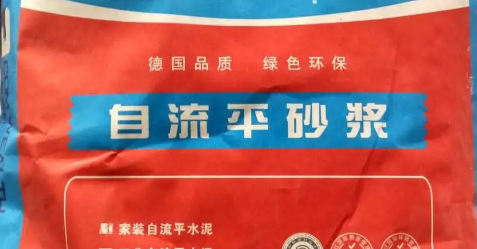 德国品质 绿色环保
自流平砂浆
家装自流平水泥